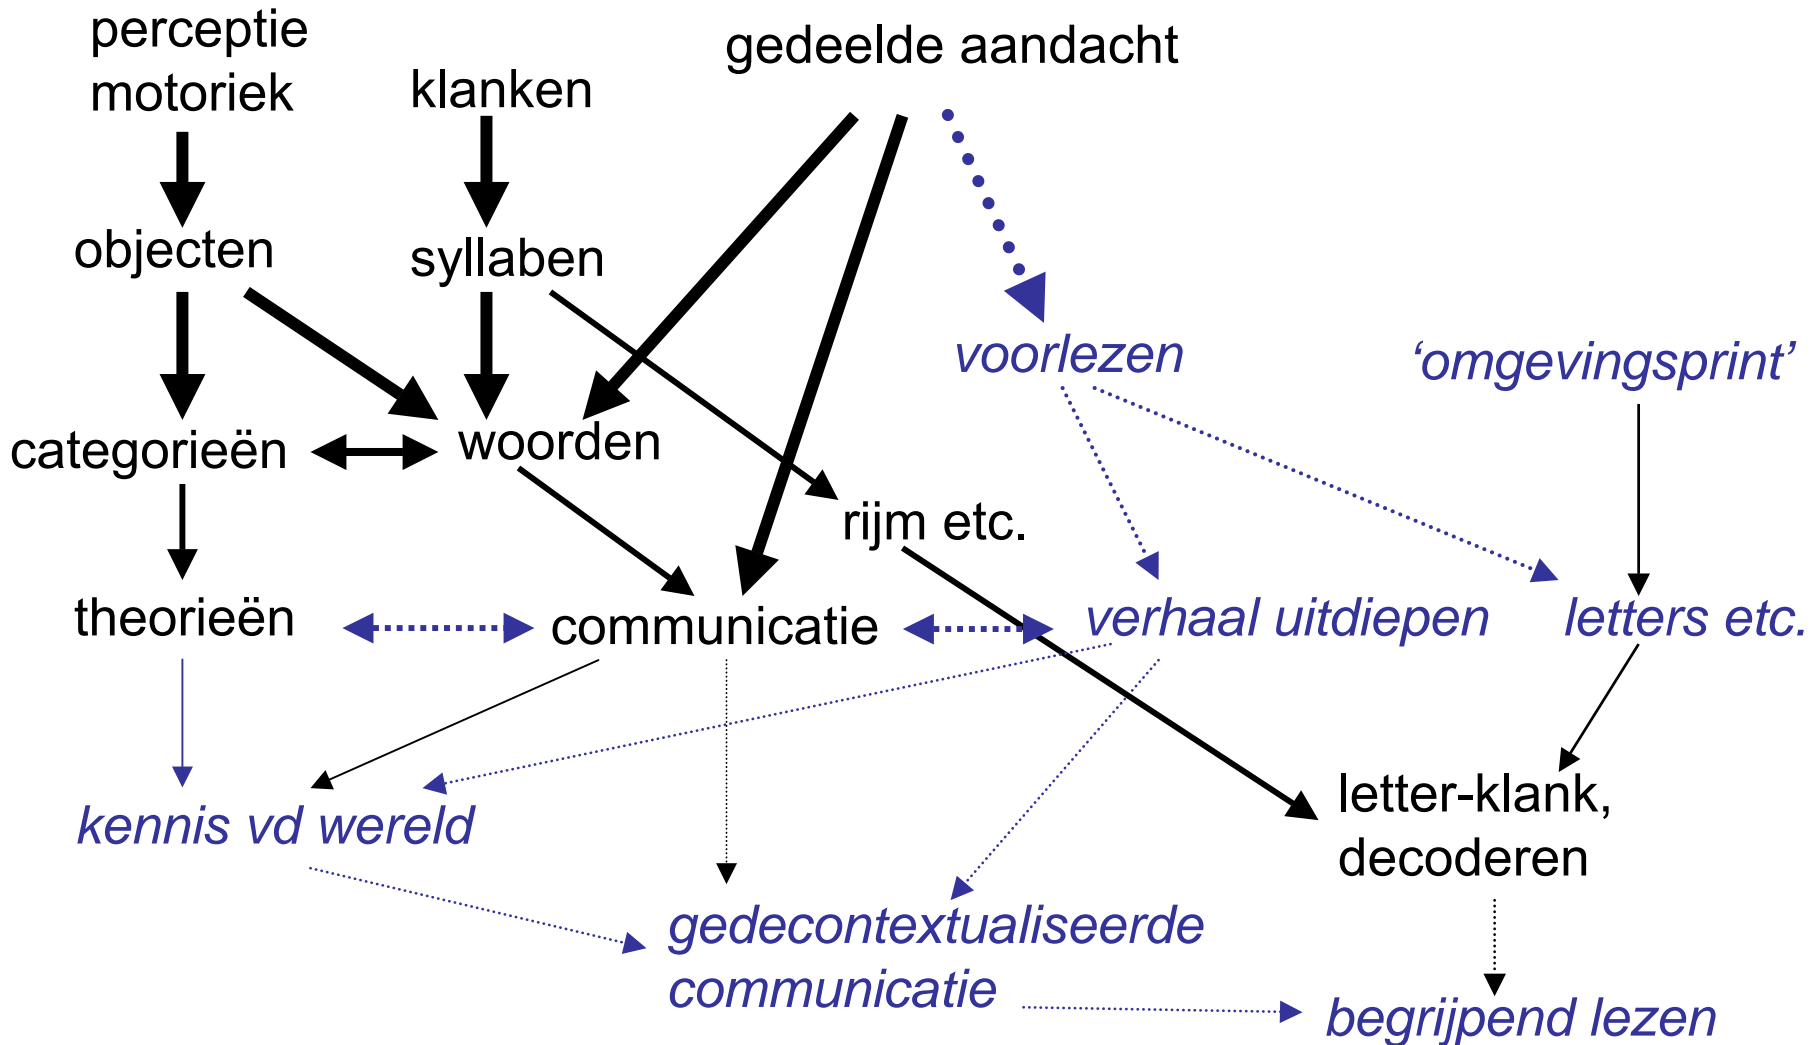 perceptie
motoriek
klanken
gedeelde aandacht
objecten
syllaben
voorlezen
‘omgevingsprint’
categorieën
woorden
rijm etc.
theorieën
communicatie
verhaal uitdiepen
letters etc.
kennis vd wereld
letter-klank,
decoderen
gedecontextualiseerde
communicatie
begrijpend lezen